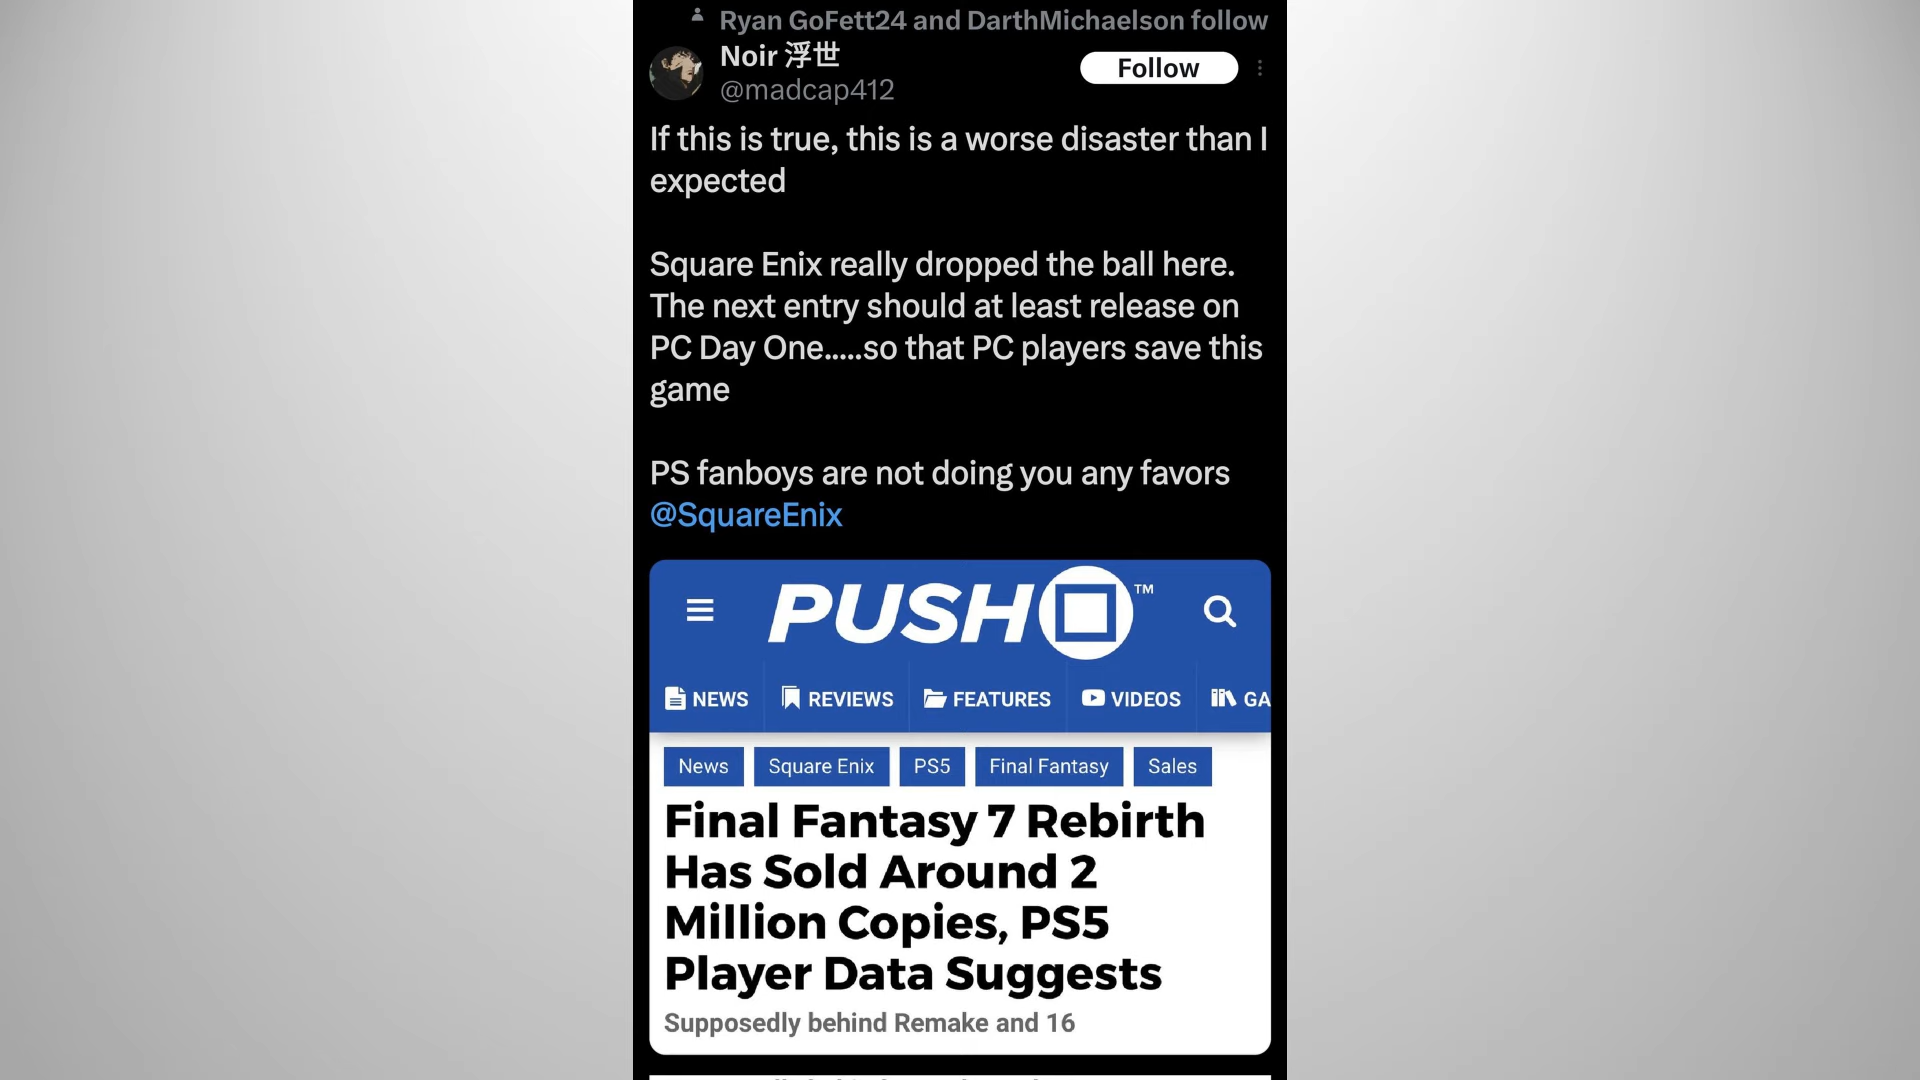 Ryan GoFett24 and DarthMichaelson follow
Noir 浮世
Follow
@madcap412
If this is true, this is a worse disaster than I
expected
Square Enix really dropped the ball here.
The next entry should at least release on
PC Day One.....so that PC players save this
game
PS fanboys are not doing you any favors
@SquareEnix
PUSH ™
NEWS REVIEWS FEATURES VIDEOS GA
News Square Enix PS5 Final Fantasy Sales
Final Fantasy 7 Rebirth
Has Sold Around 2
Million Copies, PS5
Player Data Suggests
Supposedly behind Remake and 16